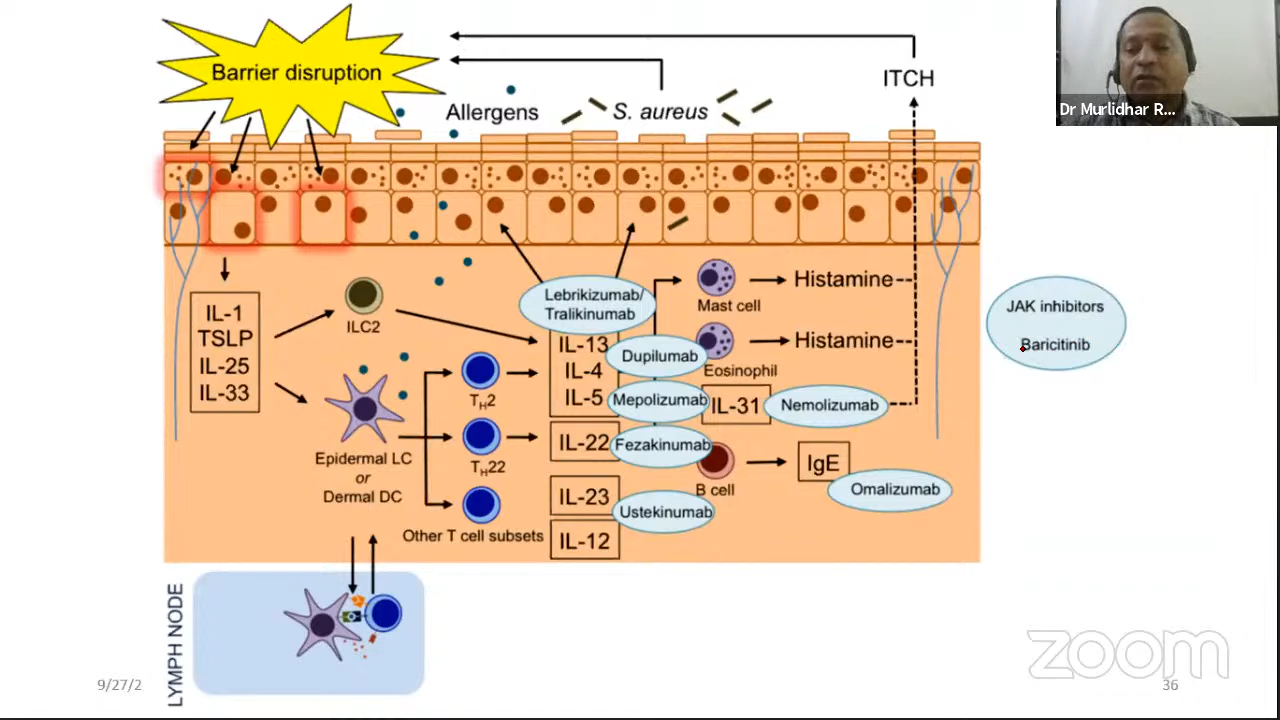 Barrier disruption
Allergens
S. aureus
ITCH
Dr Murlidhar R...
IL-1
TSLP
IL-25
IL-33
ILC2
Epidermal LC
or
Dermal DC
TH2
TH22
Other T cell subsets
Lebrikizumab/
Tralikinumab
IL-13
IL-4
IL-5
Dupilumab
Mepolizumab
IL-22
Fezakinumab
IL-23
IL-12
Ustekinumab
Mast cell
Histamine
Eosinophil
Histamine
IL-31
Nemolizumab
B cell
IgE
Omalizumab
JAK inhibitors
Baricitinib
LYMPH NODE
9/27/2
36
zoom